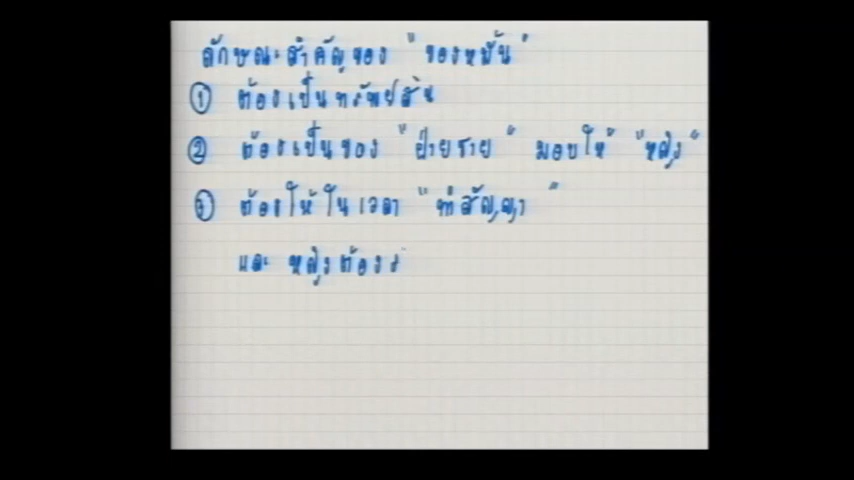 ลักษณะสำคัญของ "ของหมั้น"
① ต้องเป็นทรัพย์สิน
② ต้องเป็นของ "ฝ่ายชาย" มอบให้ "หญิง"
③ ต้องให้ในเวลา "ทำสัญญา"
และ หญิงต้องร